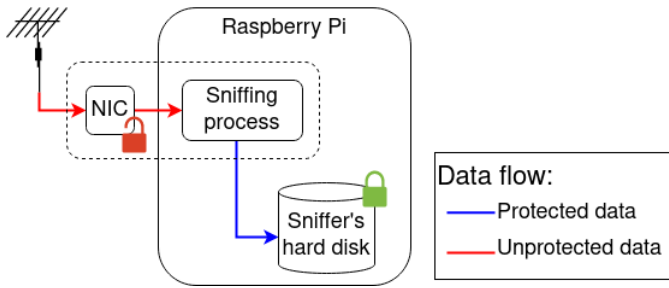 Raspberry Pi
NIC
Sniffing
process
Sniffer's
hard disk
Data flow:
Protected data
Unprotected data